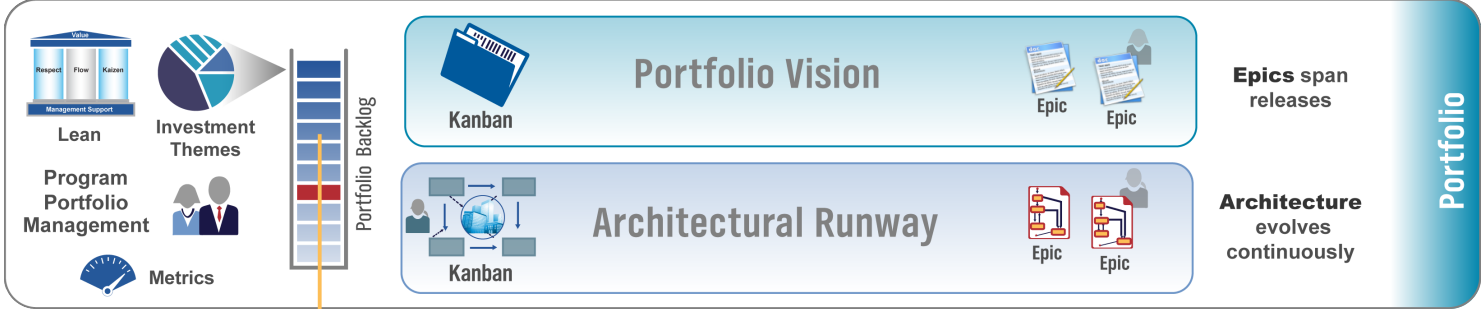 Value
Respect
Flow
Kaizen
Management Support
Lean
Investment
Themes
Program
Portfolio
Management
Metrics
Portfolio Backlog
Kanban
Portfolio Vision
Epic
Epic
Epics span
releases
Kanban
Architectural Runway
Epic
Epic
Architecture
evolves
continuously
Portfolio